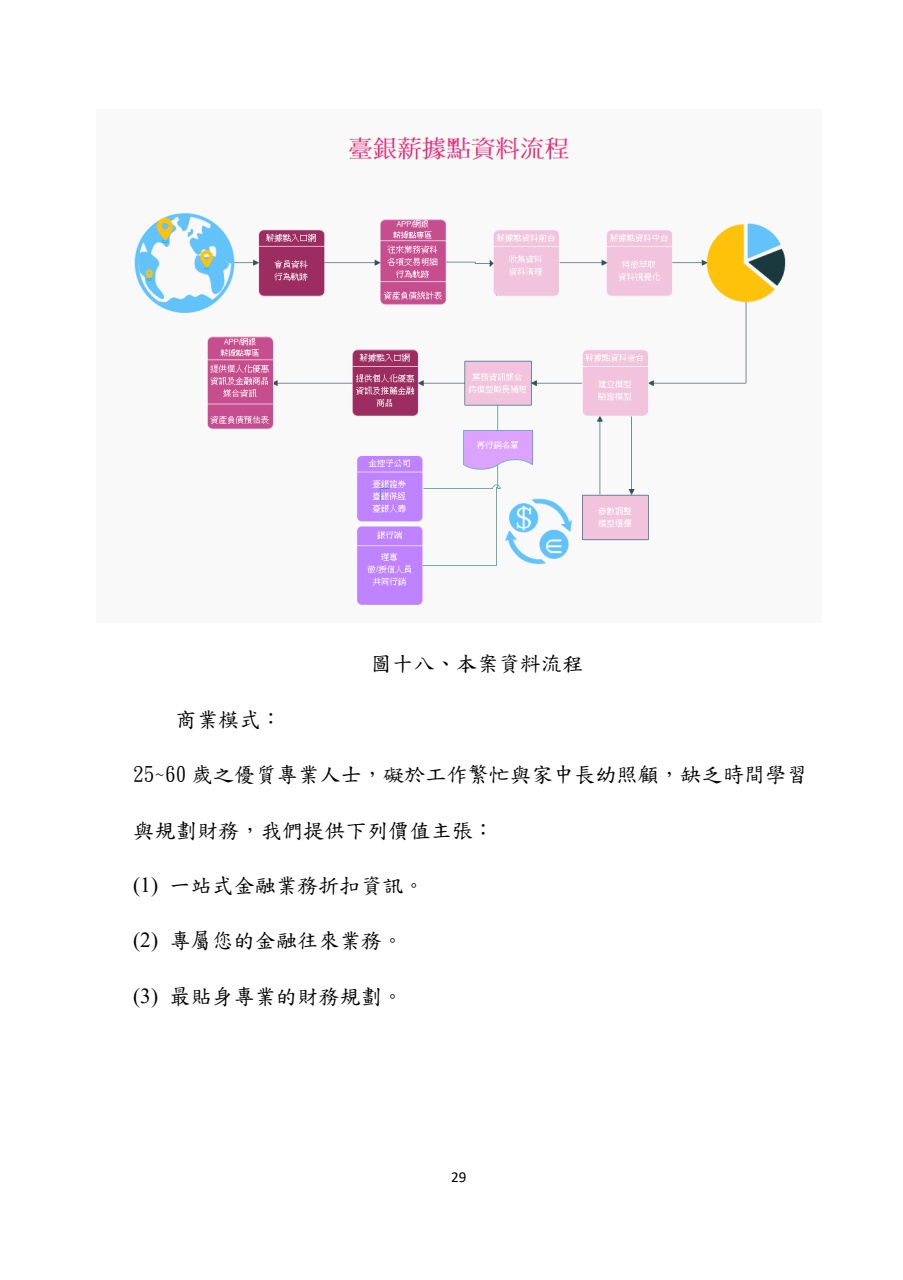 臺銀薪據點資料流程
薪據點入口網
會員資料
行為軌跡
APP/網銀
薪據點專區
往來業務資料
各項交易明細
行為軌跡
資產負債統計表
薪據點資料前台
收集資料
資料清理
薪據點資料中台
特徵萃取
資料視覺化
APP/網銀
薪據點專區
提供個人化優惠
資訊及金融商品
媒合資訊
資產負債預估表
薪據點入口網
提供個人化優惠
資訊及推薦金融
商品
業務資訊媒合
各模型截長補短
薪據點資料後台
建立模型
驗證模型
再行銷名單
參數調整
模型選擇
金控子公司
臺銀證券
臺銀保經
臺銀人壽
銀行端
理專
徵/授信人員
共同行銷
圖十八、本案資料流程
商業模式：
25~60 歲之優質專業人士，礙於工作繁忙與家中長幼照顧，缺乏時間學習
與規劃財務，我們提供下列價值主張：
(1) 一站式金融業務折扣資訊。
(2) 專屬您的金融往來業務。
(3) 最貼身專業的財務規劃。
29